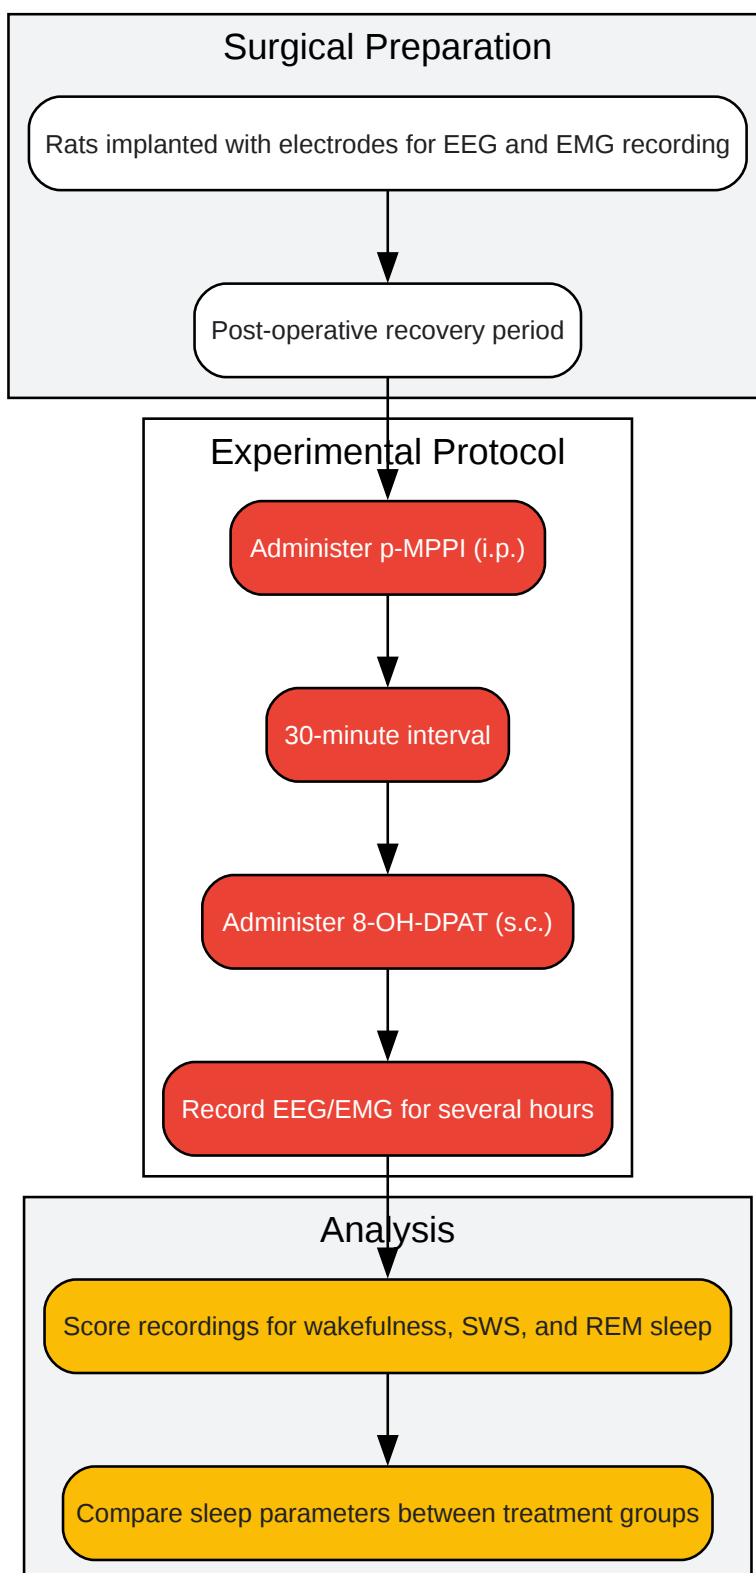 Surgical Preparation
Rats implanted with electrodes for EEG and EMG recording
Post-operative recovery period
Experimental Protocol
Administer p-MPPI (i.p.)
30-minute interval
Administer 8-OH-DPAT (s.c.)
Record EEG/EMG for several hours
Analysis
Score recordings for wakefulness, SWS, and REM sleep
Compare sleep parameters between treatment groups